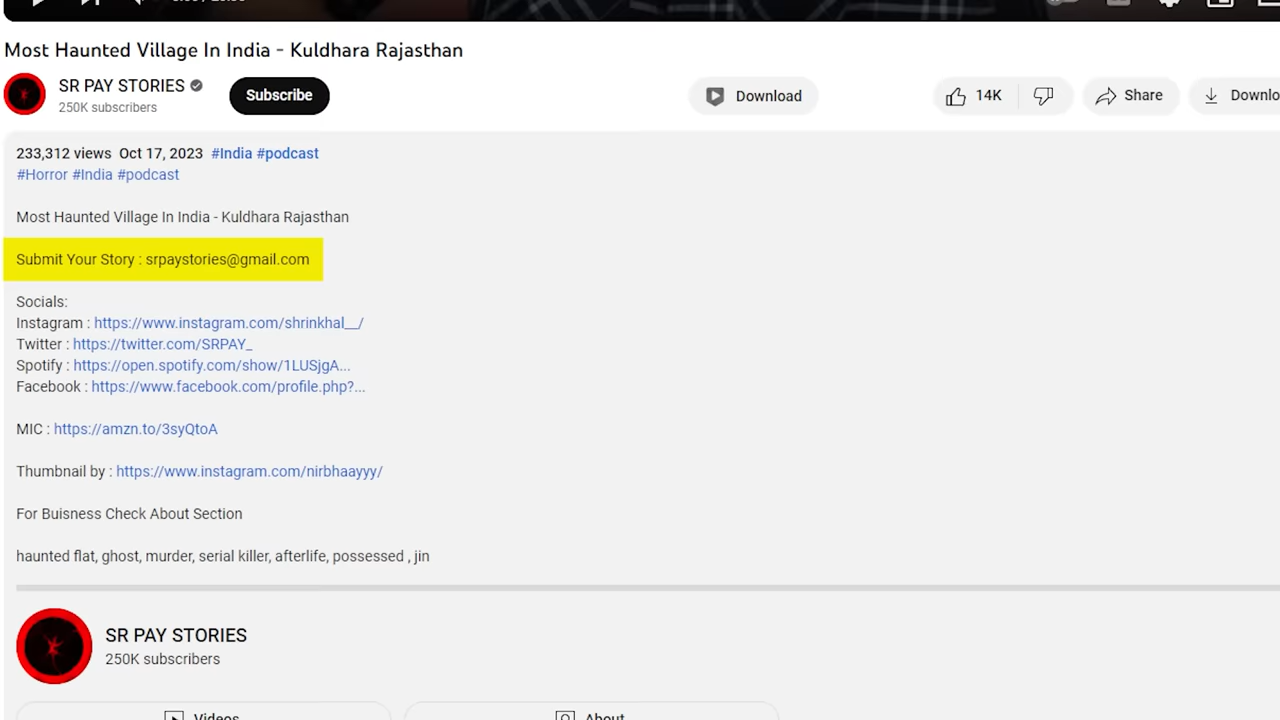 Most Haunted Village In India - Kuldhara Rajasthan
SR PAY STORIES
250K subscribers
Subscribe
Download
14K
Share
Downlo
233,312 views Oct 17, 2023 #India #podcast
#Horror #India #podcast
Most Haunted Village In India - Kuldhara Rajasthan
Submit Your Story : srpaystories@gmail.com
Socials:
Instagram : https://www.instagram.com/shrinkhal__/
Twitter : https://twitter.com/SRPAY_
Spotify : https://open.spotify.com/show/1LUSjgA...
Facebook : https://www.facebook.com/profile.php?...
MIC : https://amzn.to/3syQtoA
Thumbnail by : https://www.instagram.com/nirbhaayyy/
For Buisness Check About Section
haunted flat, ghost, murder, serial killer, afterlife, possessed , jin
SR PAY STORIES
250K subscribers
Videos
About